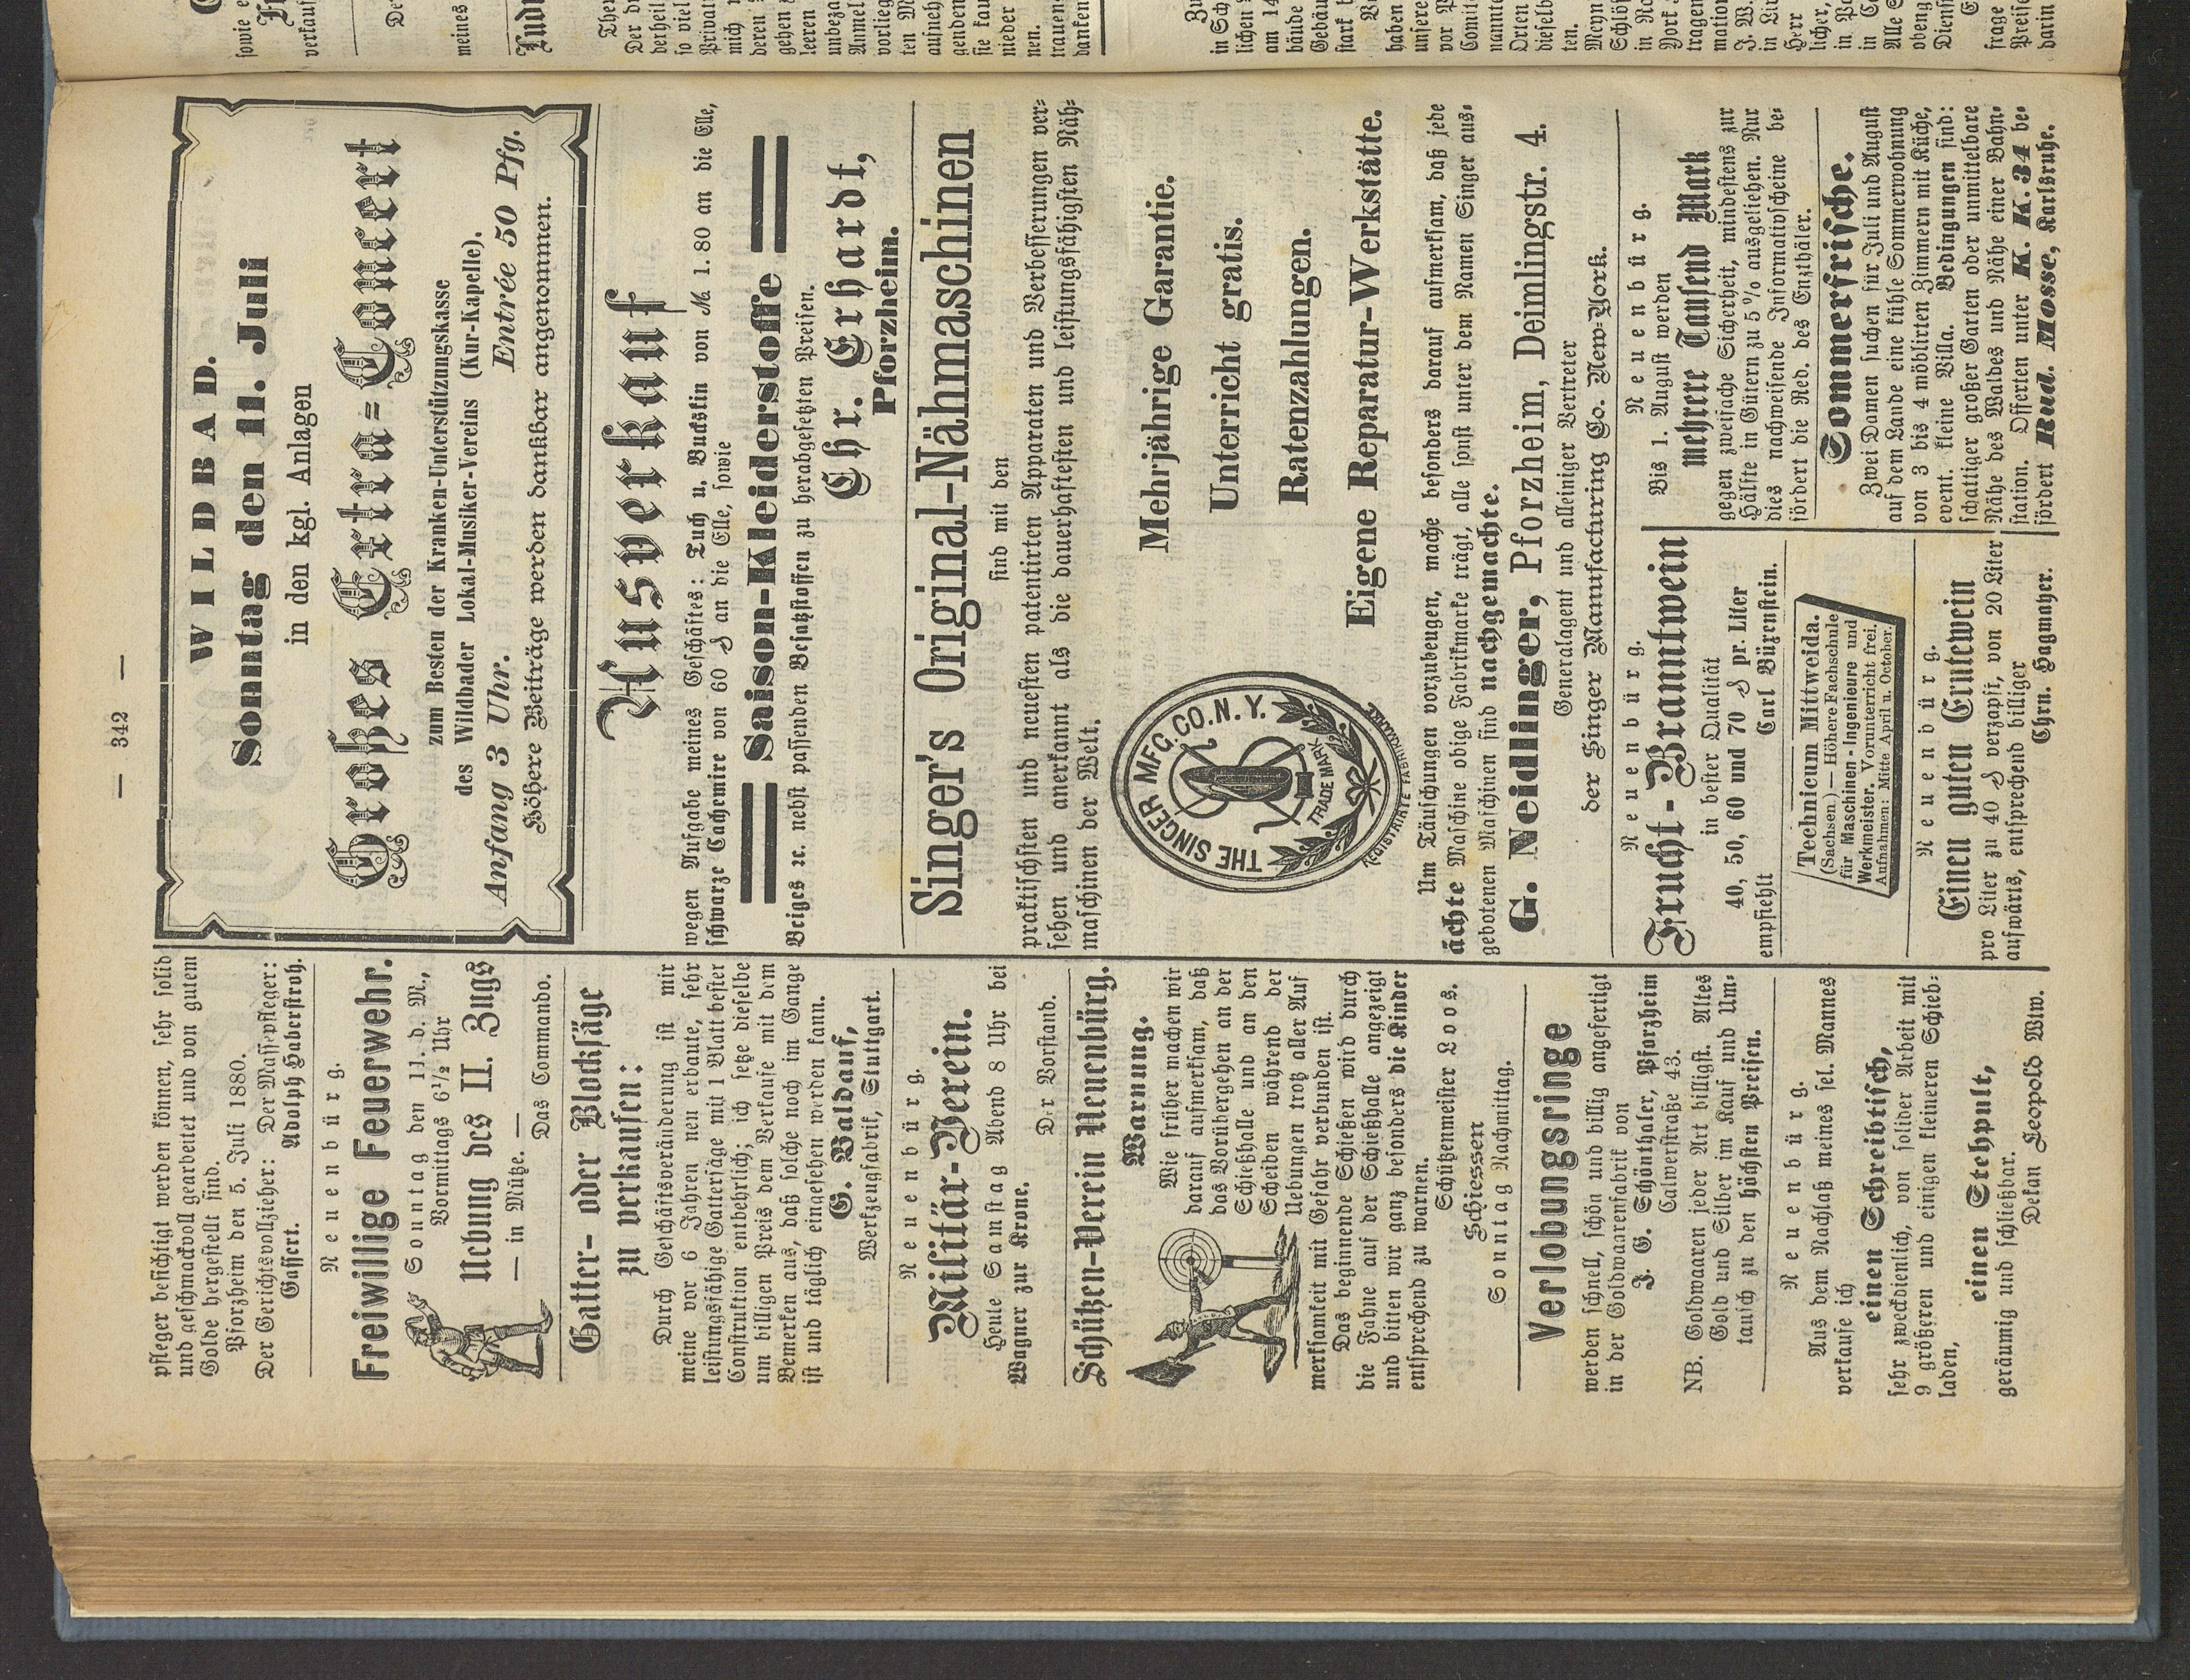 — 342 —
pfleger besichtigt werden können, sehr solid
und geschmackvoll gearbeitet und von gutem
Golde hergestellt sind.
Pforzheim den 5. Juli 1880.
Der Gerichtsvollzieher: Der Massepfleger:
Gassert. Adolph Haberstroh.
Neuenbürg.
Freiwillige Feuerwehr.
Sonntag den 11. d. M.,
Vormittags 6½ Uhr
Uebung des II. Zugs
— in Mütze. —
Das Commando.
Gatter- oder Blocksäge
zu verkaufen:
Durch Geschäftsveränderung ist mir
meine vor 6 Jahren neu erbaute, sehr
leistungsfähige Gattersäge mit 1 Blatt bester
Construktion entbehrlich; ich setze dieselbe
um billigen Preis dem Verkaufe mit dem
Bemerken aus, daß solche noch im Gange
ist und täglich eingesehen werden kann.
G. Baldauf,
Werkzeugfabrik, Stuttgart.
Neuenbürg.
Militär-Verein.
Heute Samstag Abend 8 Uhr bei
Wagner zur Krone.
Der Vorstand.
Schützen-Verein Neuenbürg.
Warnung.
Wie früher machen wir
darauf aufmerksam, daß
das Vorübergehen an der
Schießhalle und an den
Scheiben während der
Uebungen trotz aller Auf
merksamkeit mit Gefahr verbunden ist.
Das beginnende Schießen wird durch
die Fahne auf der Schießhalle angezeigt
und bitten wir ganz besonders die Kinder
entsprechend zu warnen.
Schützenmeister Loos.
Schiessen
Sonntag Nachmittag.
Verlobungsringe
werden schnell, schön und billig angefertigt
in der Goldwaarenfabrik von
J. G. Schönthaler, Pforzheim
Calwerstraße 43.
NB. Goldwaaren jeder Art billigst. Altes
Gold und Silber im Kauf und Um-
tausch zu den höchsten Preisen.
Neuenbürg.
Aus dem Nachlaß meines sel. Mannes
verkaufe ich
einen Schreibtisch,
sehr zweckdienlich, von solider Arbeit mit
9 größeren und einigen kleineren Schieb-
laden,
einen Stehpult,
geräumig und schließbar.
Dekan Leopold Wtw.
WILDBAD.
Sonntag den 11. Juli
in den kgl. Anlagen
Großes Extra-Concert
zum Besten der Kranken-Unterstützungskasse
des Wildbader Lokal-Musiker-Vereins (Kur-Kapelle).
Anfang 3 Uhr. Entrée 50 Pfg.
Höhere Beiträge werden dankbar angenommen.
Ausverkauf
wegen Aufgabe meines Geschäftes: Tuch u. Buckskin von M. 1.80 an die Elle,
schwarze Cachemire von 60 ₰ an die Elle, sowie
Saison-Kleiderstoffe
Beiges ꝛc. nebst passenden Besatzstoffen zu herabgesetzten Preisen.
Chr. Erhardt,
Pforzheim.
Singer's Original-Nähmaschinen
sind mit den
praktischsten und neuesten patentirten Apparaten und Verbesserungen ver-
sehen und anerkannt als die dauerhaftesten und leistungsfähigsten Näh-
maschinen der Welt.
THE SINGER MFG. CO. N. Y.
TRADE MARK
REGISTRIRTE FABRIKMARKE
Mehrjährige Garantie.
Unterricht gratis.
Ratenzahlungen.
Eigene Reparatur-Werkstätte.
Um Täuschungen vorzubeugen, mache besonders darauf aufmerksam, daß jede
ächte Maschine obige Fabrikmarke trägt, alle sonst unter dem Namen Singer aus-
gebotenen Maschinen sind nachgemachte.
G. Neidlinger, Pforzheim, Deimlingstr. 4.
Generalagent und alleiniger Vertreter
der Singer Manufacturing Co. New-York.
Neuenbürg.
Frucht-Branntwein
in bester Qualität
40, 50, 60 und 70 ₰ pr. Liter
empfiehlt Carl Büxenstein.
Technicum Mittweida.
(Sachsen.) — Höhere Fachschule
für Maschinen-Ingenieure und
Werkmeister. Vorunterricht frei.
Aufnahmen: Mitte April u. October.
Neuenbürg.
Einen guten Erntewein
pro Liter zu 40 ₰ verzapft, von 20 Liter
aufwärts, entsprechend billiger
Chrn. Hagmayer.
Neuenbürg.
Bis 1. August werden
mehrere Tausend Mark
gegen zweifache Sicherheit, mindestens zur
Hälfte in Gütern zu 5 % ausgeliehen. Nur
dies nachweisende Informativscheine be-
fördert die Red. des Enzthäler.
Sommerfrische.
Zwei Damen suchen für Juli und August
auf dem Lande eine kühle Sommerwohnung
von 3 bis 4 möblirten Zimmern mit Küche,
event. kleine Villa. Bedingungen sind:
schattiger großer Garten oder unmittelbare
Nähe des Waldes und Nähe einer Bahn-
station. Offerten unter K. K. 34 be-
fördert Rud. Mosse, Karlsruhe.